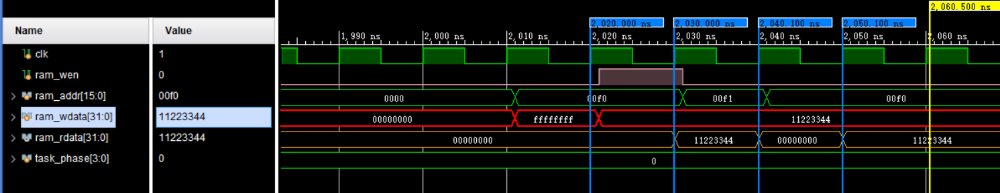 2,060.500 ns
Name Value
2,020.000 ns 2,030.000 ns 2,040.100 ns 2,050.100 ns
1,990 ns 2,000 ns 2,010 ns 2,020 ns 2,030 ns 2,040 ns 2,050 ns 2,060 ns
clk 1
ram_wen 0
ram_addr[15:0] 00f0 0000 00f0 00f1 00f0
ram_wdata[31:0] 11223344 00000000 ffffffff 11223344
ram_rdata[31:0] 11223344 00000000 11223344 00000000 11223344
task_phase[3:0] 0 0